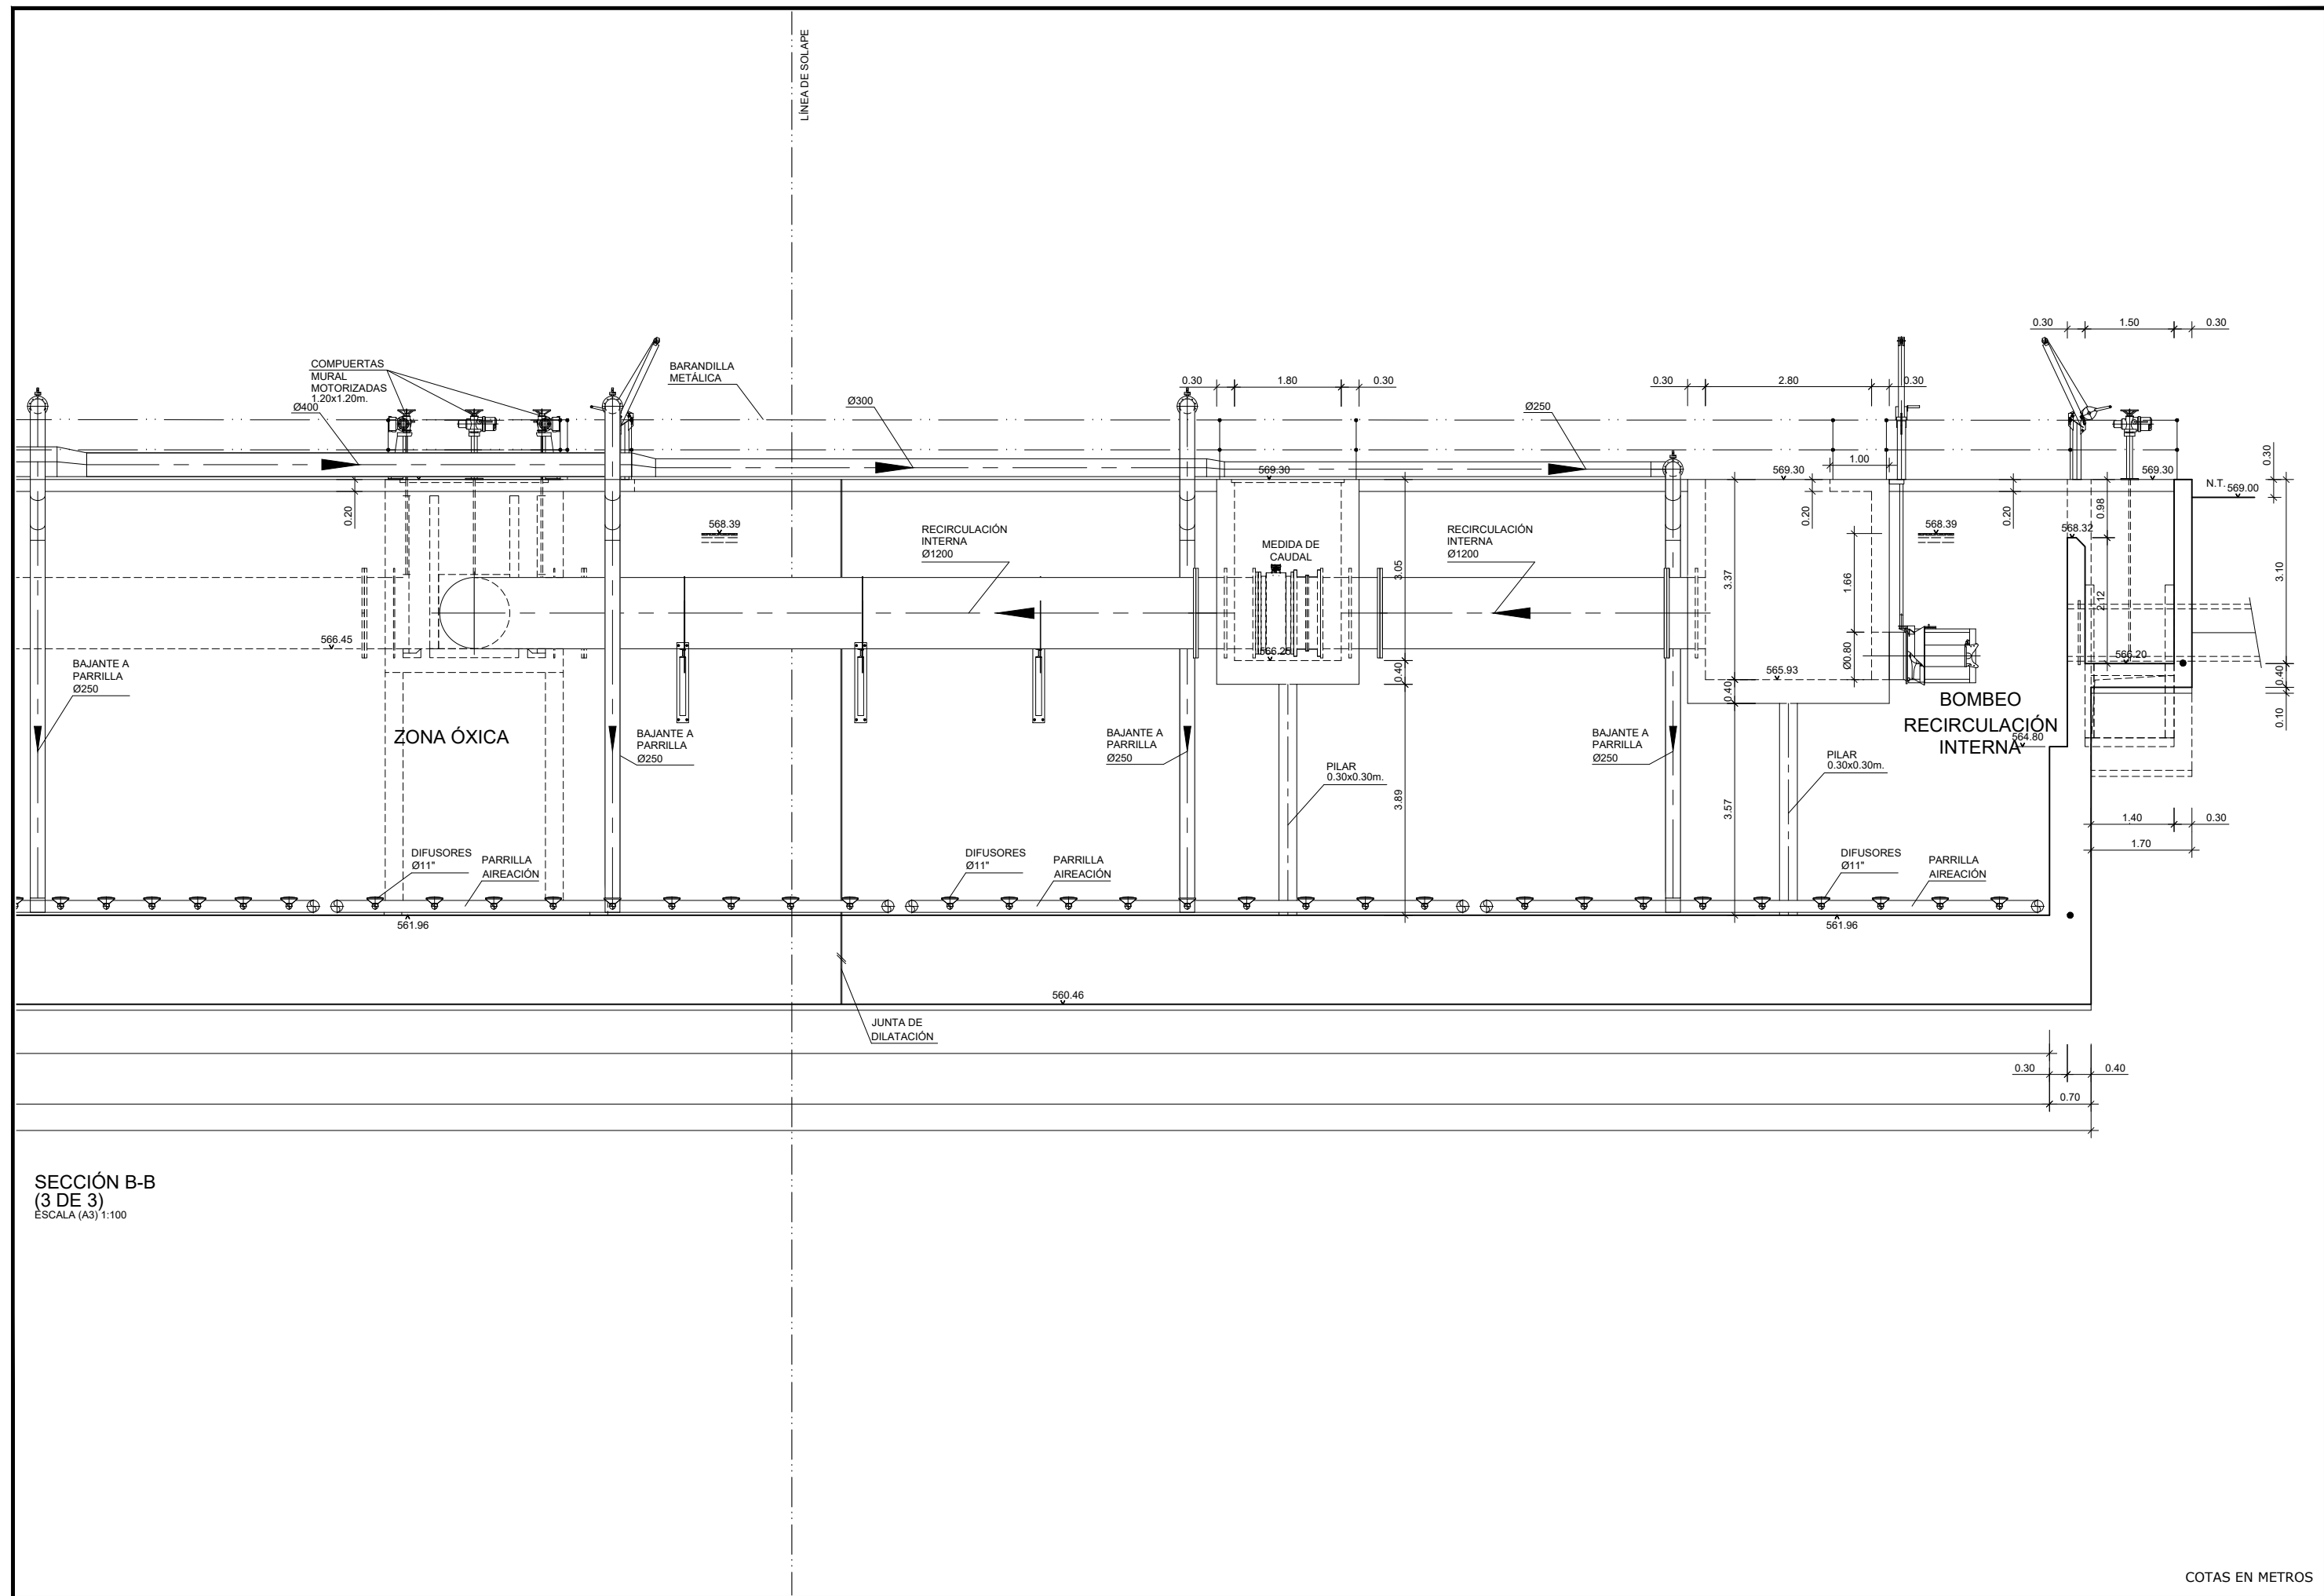 LÍNEA DE SOLAPE
0.30
1.50
0.30
COMPUERTAS
MURAL
MOTORIZADAS
1.20x1.20m.
BARANDILLA
METÁLICA
0.30
1.80
0.30
0.30
2.80
0.30
Ø400
Ø300
Ø250
569.30
569.30
1.00
569.30
0.30
N.T.
569.00
0.20
568.39
RECIRCULACIÓN
INTERNA
Ø1200
MEDIDA DE
CAUDAL
RECIRCULACIÓN
INTERNA
Ø1200
0.20
568.39
0.20
0.98
568.32
3.05
3.37
1.66
2.12
3.10
566.45
566.25
566.20
Ø0.80
565.93
0.40
0.40
0.40
0.10
BAJANTE A
PARRILLA
Ø250
ZONA ÓXICA
BAJANTE A
PARRILLA
Ø250
BAJANTE A
PARRILLA
Ø250
BAJANTE A
PARRILLA
Ø250
BOMBEO
RECIRCULACIÓN
INTERNA
564.80
PILAR
0.30x0.30m.
PILAR
0.30x0.30m.
3.89
3.57
1.40
0.30
1.70
DIFUSORES
Ø11"
PARRILLA
AIREACIÓN
DIFUSORES
Ø11"
PARRILLA
AIREACIÓN
DIFUSORES
Ø11"
PARRILLA
AIREACIÓN
561.96
561.96
560.46
JUNTA DE
DILATACIÓN
0.30
0.40
0.70
SECCIÓN B-B
(3 DE 3)
ESCALA (A3) 1:100
COTAS EN METROS